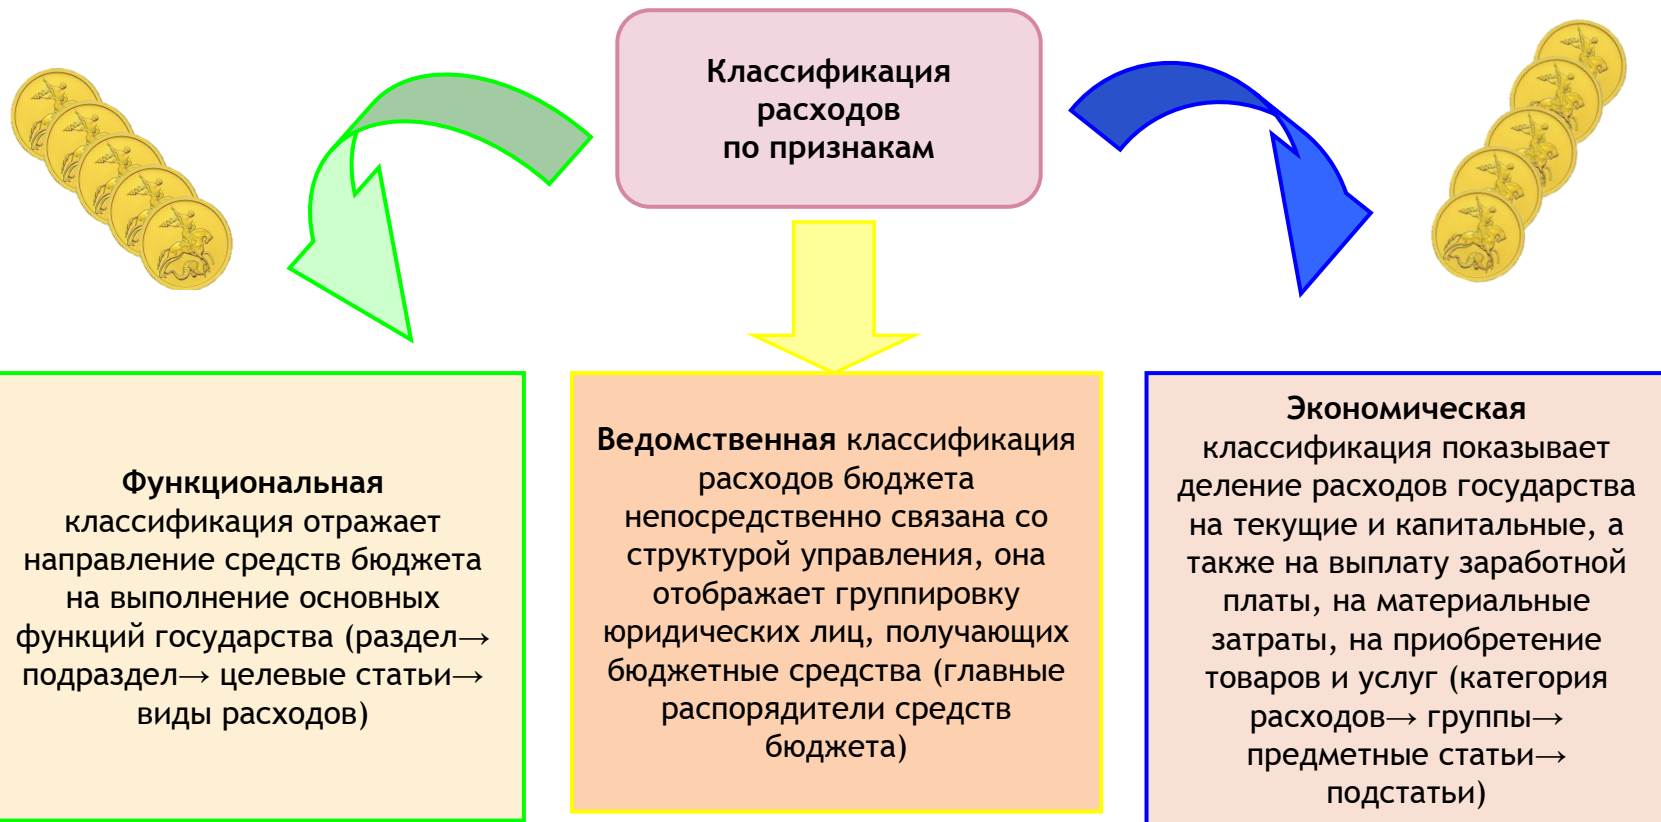 Классификация
расходов
по признакам
Функциональная
классификация отражает
направление средств бюджета
на выполнение основных
функций государства (раздел→
подраздел→ целевые статьи→
виды расходов)
Ведомственная классификация
расходов бюджета
непосредственно связана со
структурой управления, она
отображает группировку
юридических лиц, получающих
бюджетные средства (главные
распорядители средств
бюджета)
Экономическая
классификация показывает
деление расходов государства
на текущие и капитальные, а
также на выплату заработной
платы, на материальные
затраты, на приобретение
товаров и услуг (категория
расходов→ группы→
предметные статьи→
подстатьи)